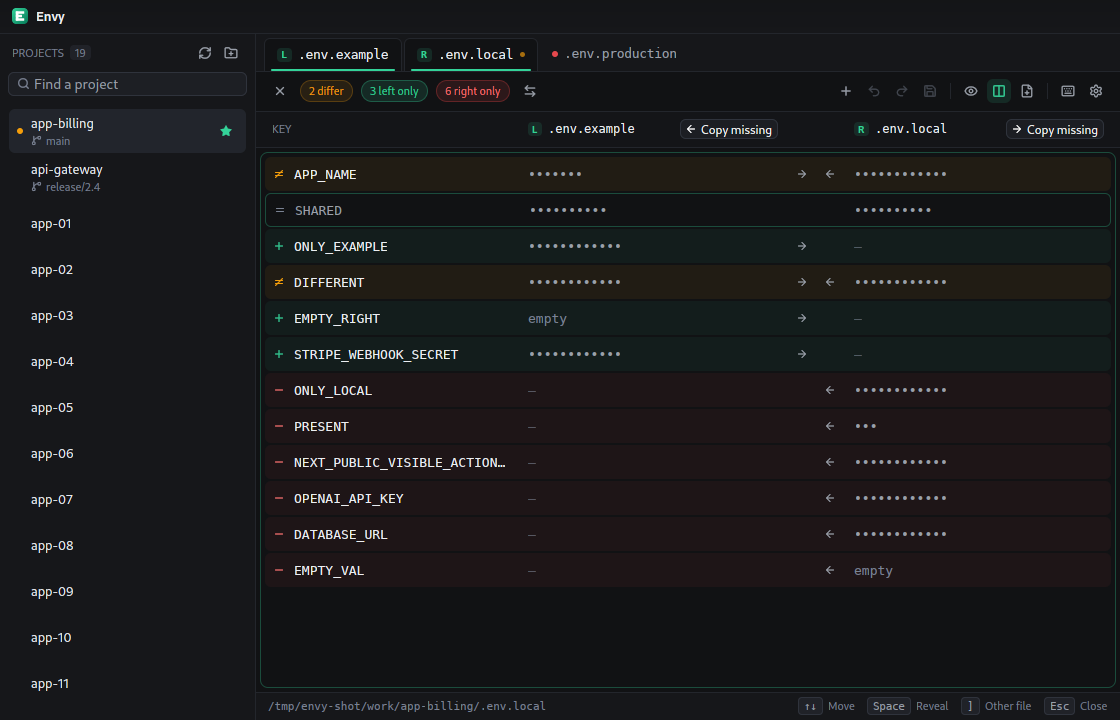 Envy
PROJECTS 19
Find a project
app-billing
main
api-gateway
release/2.4
app-01
app-02
app-03
app-04
app-05
app-06
app-07
app-08
app-09
app-10
app-11
L .env.example
R .env.local
.env.production
2 differ
3 left only
6 right only
KEY
L .env.example
← Copy missing
R .env.local
→ Copy missing
≠ APP_NAME ••••••• → ← ••••••••••••
= SHARED •••••••••• ••••••••••
+ ONLY_EXAMPLE •••••••••••• → —
≠ DIFFERENT •••••••••••• → ← ••••••••••••
+ EMPTY_RIGHT empty → —
+ STRIPE_WEBHOOK_SECRET •••••••••••• → —
− ONLY_LOCAL — ← ••••••••••••
− PRESENT — ← •••
− NEXT_PUBLIC_VISIBLE_ACTION… — ← ••••••••••••
− OPENAI_API_KEY — ← ••••••••••••
− DATABASE_URL — ← ••••••••••••
− EMPTY_VAL — ← empty
/tmp/envy-shot/work/app-billing/.env.local
↑↓ Move Space Reveal ] Other file Esc Close